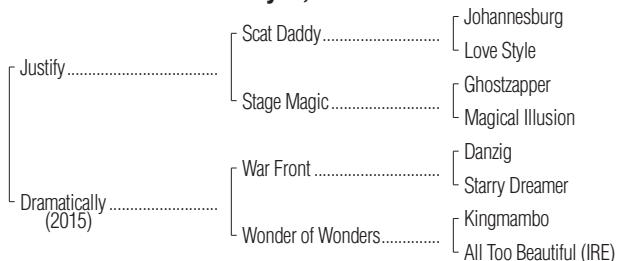 Johannesburg
Scat Daddy
Love Style
Justify
Ghostzapper
Stage Magic
Magical Illusion
Danzig
War Front
Starry Dreamer
Dramatically
(2015)
Kingmambo
Wonder of Wonders
All Too Beautiful (IRE)